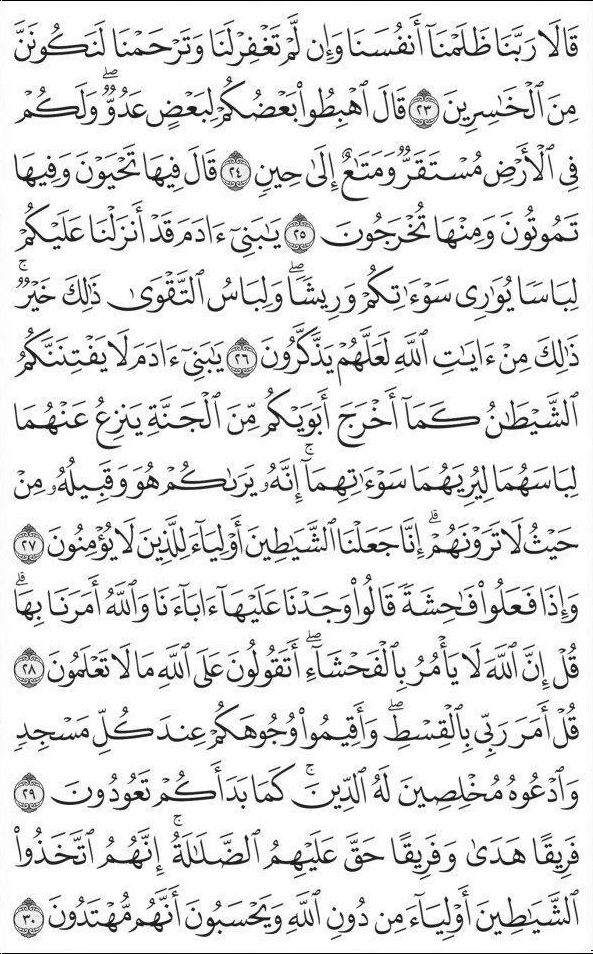 قَالَا رَبَّنَا ظَلَمْنَآ أَنفُسَنَا وَإِن لَّمْ تَغْفِرْ لَنَا وَتَرْحَمْنَا لَنَكُونَنَّ
مِنَ ٱلْخَٰسِرِينَ ٢٣ قَالَ ٱهْبِطُوا۟ بَعْضُكُمْ لِبَعْضٍ عَدُوٌّ ۖ وَلَكُمْ
فِى ٱلْأَرْضِ مُسْتَقَرٌّ وَمَتَٰعٌ إِلَىٰ حِينٍ ٢٤ قَالَ فِيهَا تَحْيَوْنَ وَفِيهَا
تَمُوتُونَ وَمِنْهَا تُخْرَجُونَ ٢٥ يَٰبَنِىٓ ءَادَمَ قَدْ أَنزَلْنَا عَلَيْكُمْ
لِبَاسًا يُوَٰرِى سَوْءَٰتِكُمْ وَرِيشًا ۖ وَلِبَاسُ ٱلتَّقْوَىٰ ذَٰلِكَ خَيْرٌ ۚ
ذَٰلِكَ مِنْ ءَايَٰتِ ٱللَّهِ لَعَلَّهُمْ يَذَّكَّرُونَ ٢٦ يَٰبَنِىٓ ءَادَمَ لَا يَفْتِنَنَّكُمُ
ٱلشَّيْطَٰنُ كَمَآ أَخْرَجَ أَبَوَيْكُم مِّنَ ٱلْجَنَّةِ يَنزِعُ عَنْهُمَا
لِبَاسَهُمَا لِيُرِيَهُمَا سَوْءَٰتِهِمَآ ۗ إِنَّهُۥ يَرَىٰكُمْ هُوَ وَقَبِيلُهُۥ مِنْ
حَيْثُ لَا تَرَوْنَهُمْ ۗ إِنَّا جَعَلْنَا ٱلشَّيَٰطِينَ أَوْلِيَآءَ لِلَّذِينَ لَا يُؤْمِنُونَ ٢٧
وَإِذَا فَعَلُوا۟ فَٰحِشَةً قَالُوا۟ وَجَدْنَا عَلَيْهَآ ءَابَآءَنَا وَٱللَّهُ أَمَرَنَا بِهَا ۗ
قُلْ إِنَّ ٱللَّهَ لَا يَأْمُرُ بِٱلْفَحْشَآءِ ۖ أَتَقُولُونَ عَلَى ٱللَّهِ مَا لَا تَعْلَمُونَ ٢٨
قُلْ أَمَرَ رَبِّى بِٱلْقِسْطِ ۖ وَأَقِيمُوا۟ وُجُوهَكُمْ عِندَ كُلِّ مَسْجِدٍ
وَٱدْعُوهُ مُخْلِصِينَ لَهُ ٱلدِّينَ ۚ كَمَا بَدَأَكُمْ تَعُودُونَ ٢٩
فَرِيقًا هَدَىٰ وَفَرِيقًا حَقَّ عَلَيْهِمُ ٱلضَّلَٰلَةُ ۗ إِنَّهُمُ ٱتَّخَذُوا۟
ٱلشَّيَٰطِينَ أَوْلِيَآءَ مِن دُونِ ٱللَّهِ وَيَحْسَبُونَ أَنَّهُم مُّهْتَدُونَ ٣٠